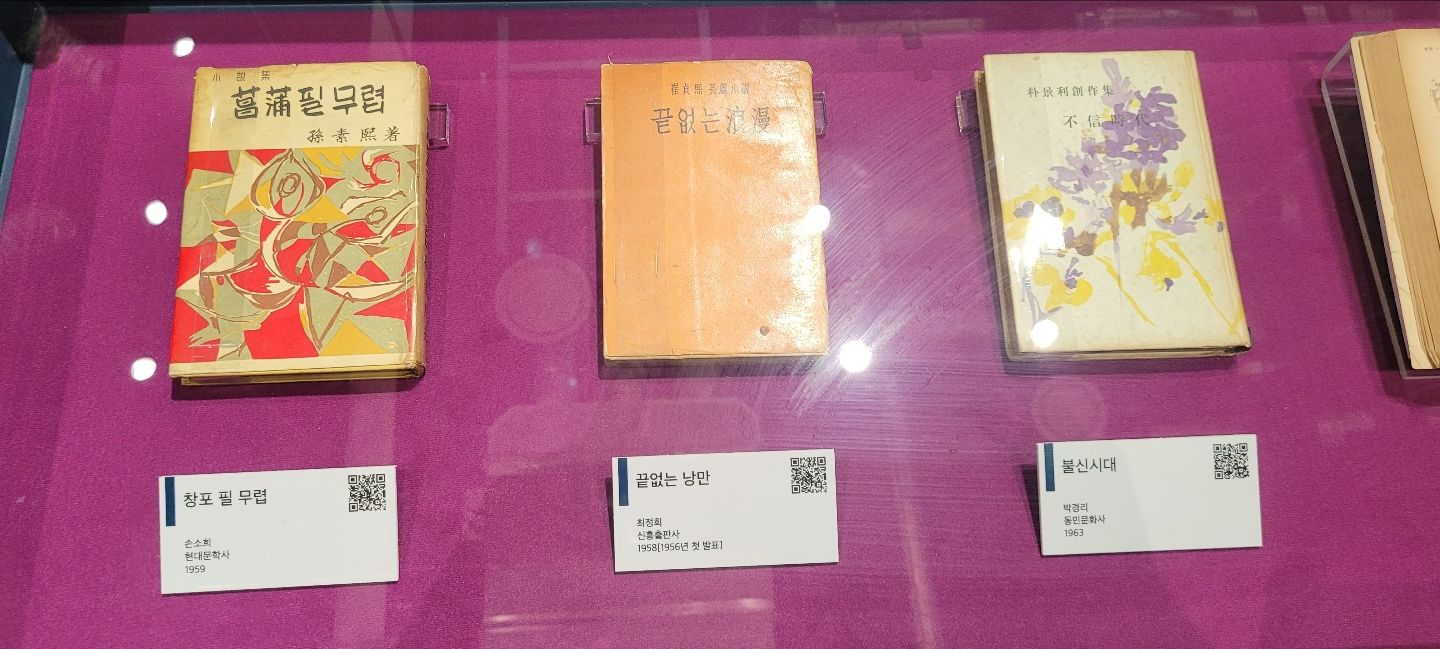 小說集
菖蒲필무렵
孫素熙著
崔貞熙 長篇小說
끝없는 浪漫
朴景利創作集
不信時代
창포 필 무렵
손소희
현대문학사
1959
끝없는 낭만
최정희
신흥출판사
1958[1956년 첫 발표]
불신시대
박경리
동민문화사
1963